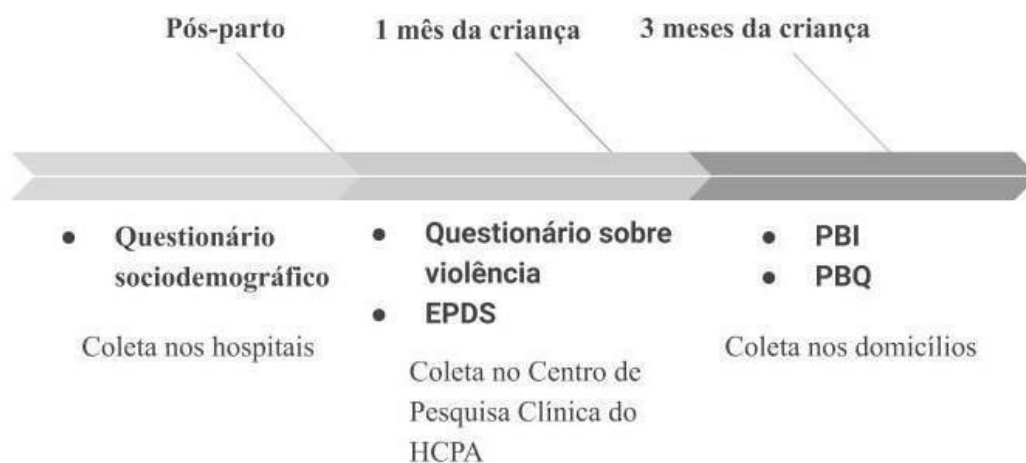 Pós-parto
1 mês da criança
3 meses da criança
● Questionário
sociodemográfico
Coleta nos hospitais
● Questionário sobre
violência
● EPDS
Coleta no Centro de
Pesquisa Clínica do
HCPA
● PBI
● PBQ
Coleta nos domicílios